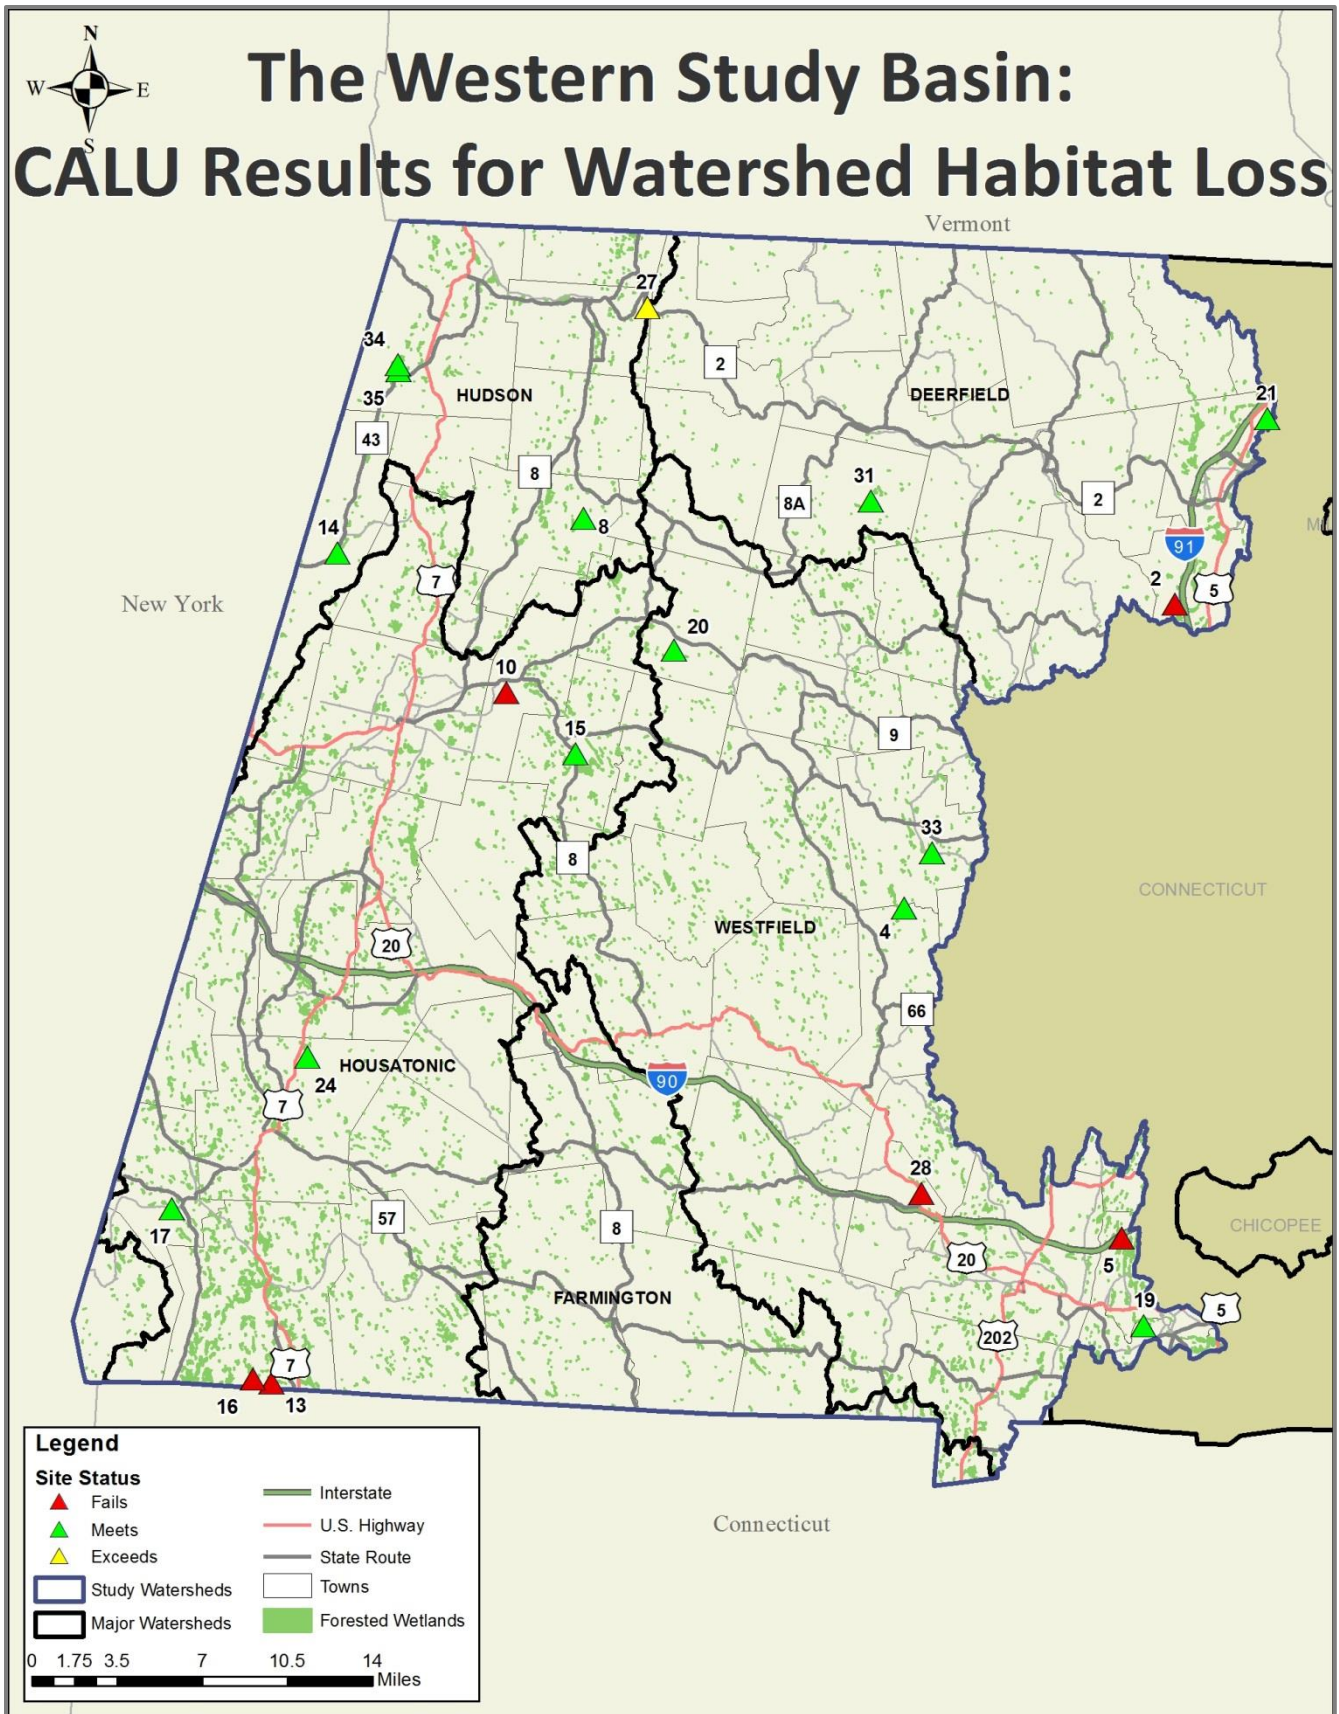 N
W E
S
The Western Study Basin:
CALU Results for Watershed Habitat Loss
Vermont
27
34
2
HUDSON
DEERFIELD
35
21
43
8
31
8A
2
8
14
91
7
2
5
New York
20
10
15
9
33
8
CONNECTICUT
4
WESTFIELD
20
66
HOUSATONIC
24
90
7
28
57
8
17
CHICOPEE
20
5
FARMINGTON
19
5
202
7
16
13
Legend
Site Status
Fails
Meets
Exceeds
Study Watersheds
Major Watersheds
Interstate
U.S. Highway
State Route
Towns
Forested Wetlands
0 1.75 3.5 7 10.5 14
Miles
Connecticut